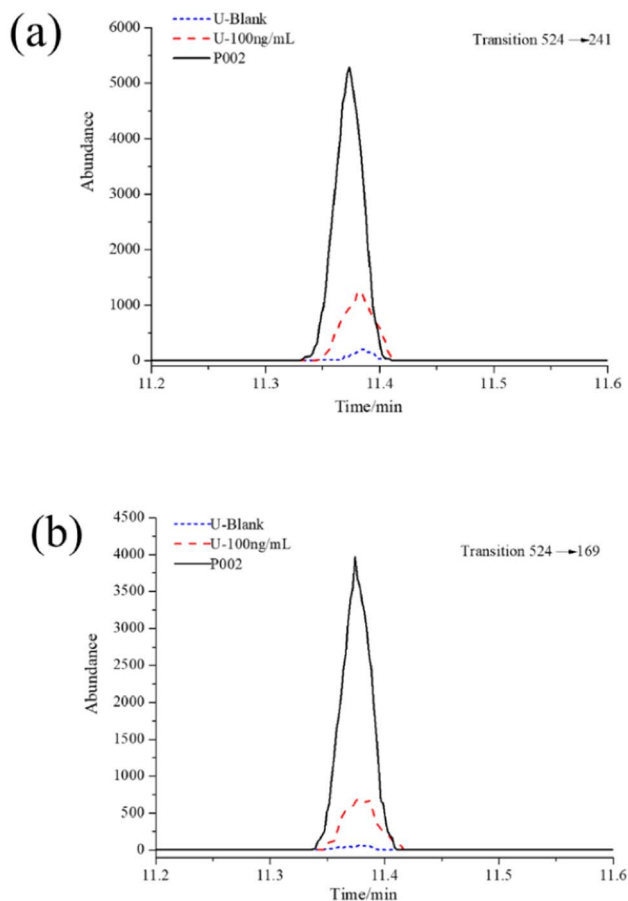 (a)
U-Blank
U-100ng/mL
P002
Transition 524 → 241
6000
5000
4000
3000
2000
1000
0
Abundance
11.2 11.3 11.4 11.5 11.6
Time/min
(b)
U-Blank
U-100ng/mL
P002
Transition 524 → 169
4500
4000
3500
3000
2500
2000
1500
1000
500
0
Abundance
11.2 11.3 11.4 11.5 11.6
Time/min